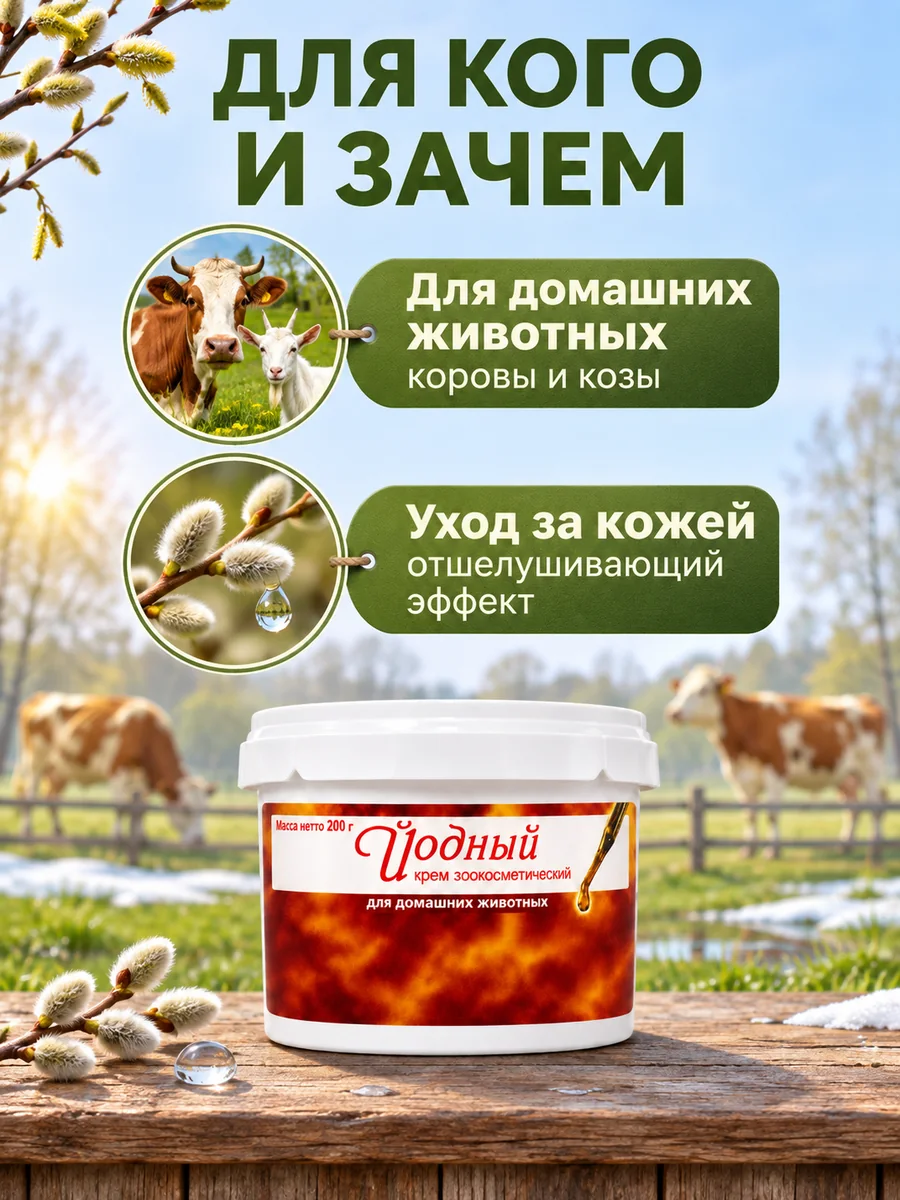 ДЛЯ КОГО
И ЗАЧЕМ
Для домашних
животных
коровы и козы
Уход за кожей
отшелушивающий
эффект
Масса нетто 200 г
Йодный
крем зоокосметический
для домашних животных